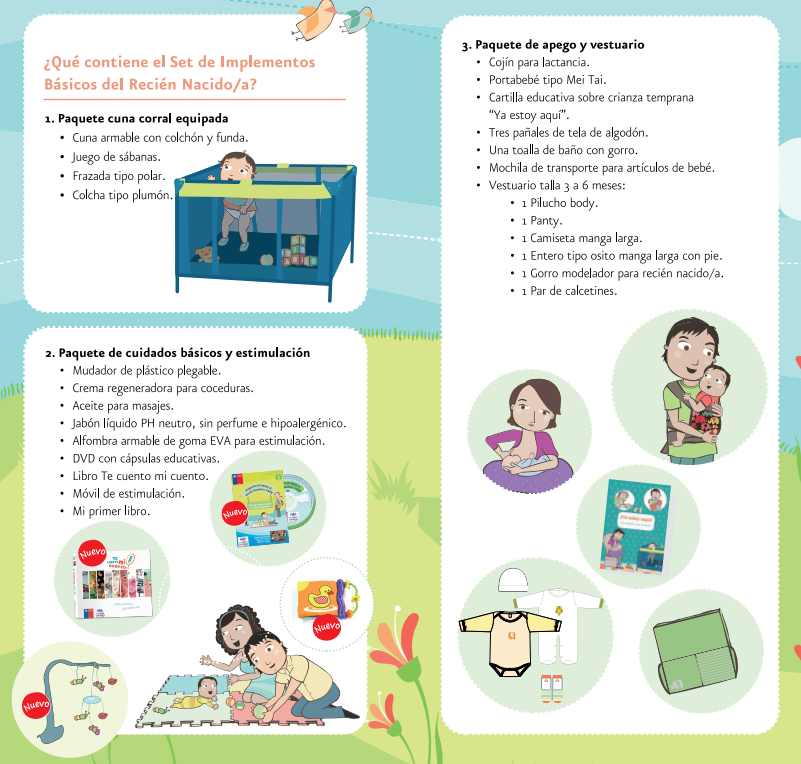 ¿Qué contiene el Set de Implementos
Básicos del Recién Nacido/a?
1. Paquete cuna corral equipada
• Cuna armable con colchón y funda.
• Juego de sábanas.
• Frazada tipo polar.
• Colcha tipo plumón.
2. Paquete de cuidados básicos y estimulación
• Mudador de plástico plegable.
• Crema regeneradora para coceduras.
• Aceite para masajes.
• Jabón líquido PH neutro, sin perfume e hipoalergénico.
• Alfombra armable de goma EVA para estimulación.
• DVD con cápsulas educativas.
• Libro Te cuento mi cuento.
• Móvil de estimulación.
• Mi primer libro.
Nuevo
Nuevo
Nuevo
Nuevo
3. Paquete de apego y vestuario
• Cojín para lactancia.
• Portabebé tipo Mei Tai.
• Cartilla educativa sobre crianza temprana
“Ya estoy aquí”.
• Tres pañales de tela de algodón.
• Una toalla de baño con gorro.
• Mochila de transporte para artículos de bebé.
• Vestuario talla 3 a 6 meses:
• 1 Pilucho body.
• 1 Panty.
• 1 Camiseta manga larga.
• 1 Entero tipo osito manga larga con pie.
• 1 Gorro modelador para recién nacido/a.
• 1 Par de calcetines.